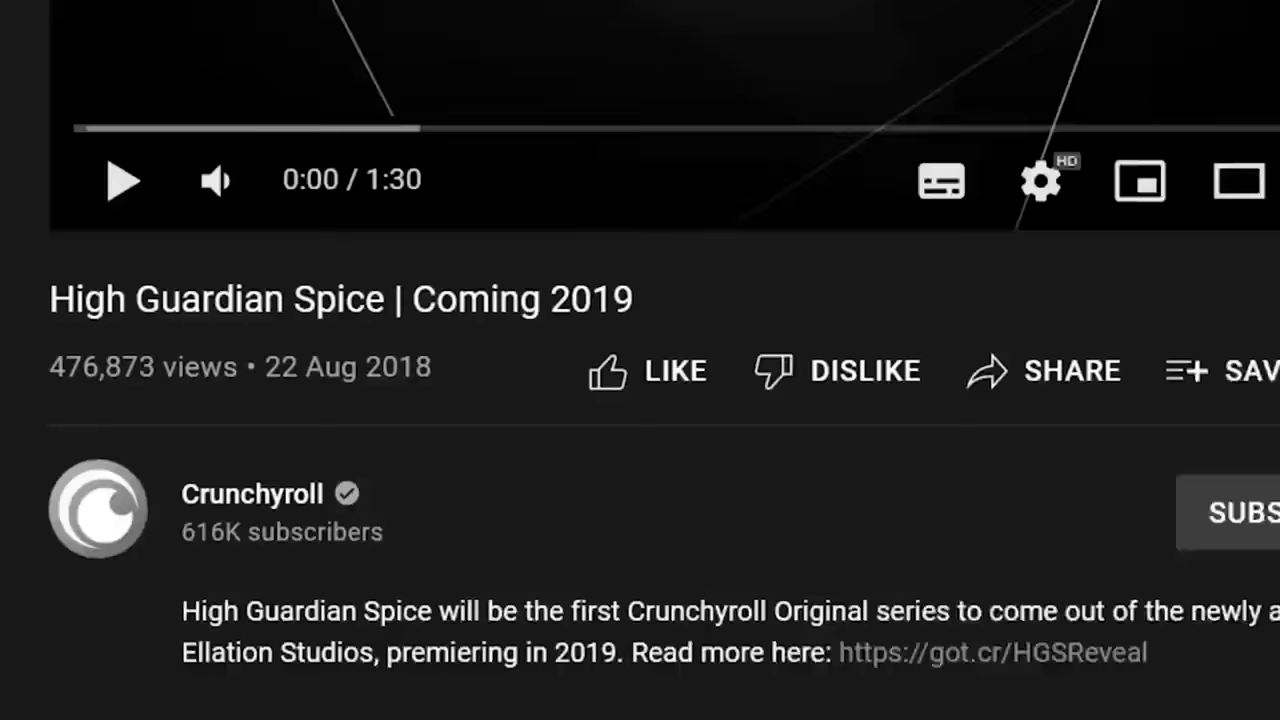 0:00 / 1:30
HD
High Guardian Spice | Coming 2019
476,873 views • 22 Aug 2018
LIKE
DISLIKE
SHARE
SAV
Crunchyroll
616K subscribers
SUBS
High Guardian Spice will be the first Crunchyroll Original series to come out of the newly a
Ellation Studios, premiering in 2019. Read more here: https://got.cr/HGSReveal